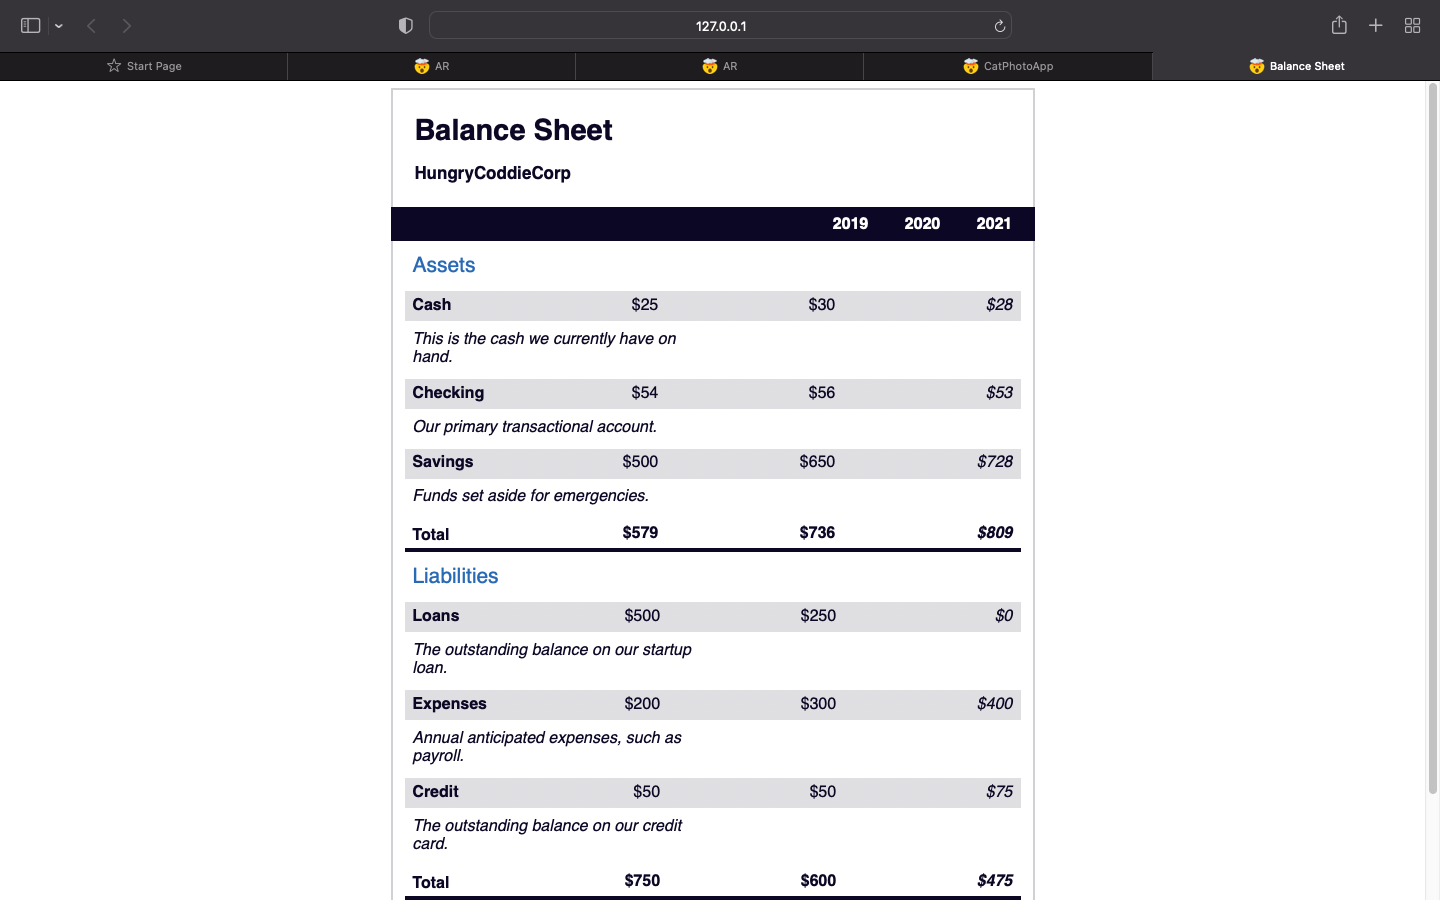 127.0.0.1
Start Page
AR
AR
CatPhotoApp
Balance Sheet
Balance Sheet
HungryCoddieCorp
2019 2020 2021
Assets
Cash $25 $30 $28
This is the cash we currently have on
hand.
Checking $54 $56 $53
Our primary transactional account.
Savings $500 $650 $728
Funds set aside for emergencies.
Total $579 $736 $809
Liabilities
Loans $500 $250 $0
The outstanding balance on our startup
loan.
Expenses $200 $300 $400
Annual anticipated expenses, such as
payroll.
Credit $50 $50 $75
The outstanding balance on our credit
card.
Total $750 $600 $475